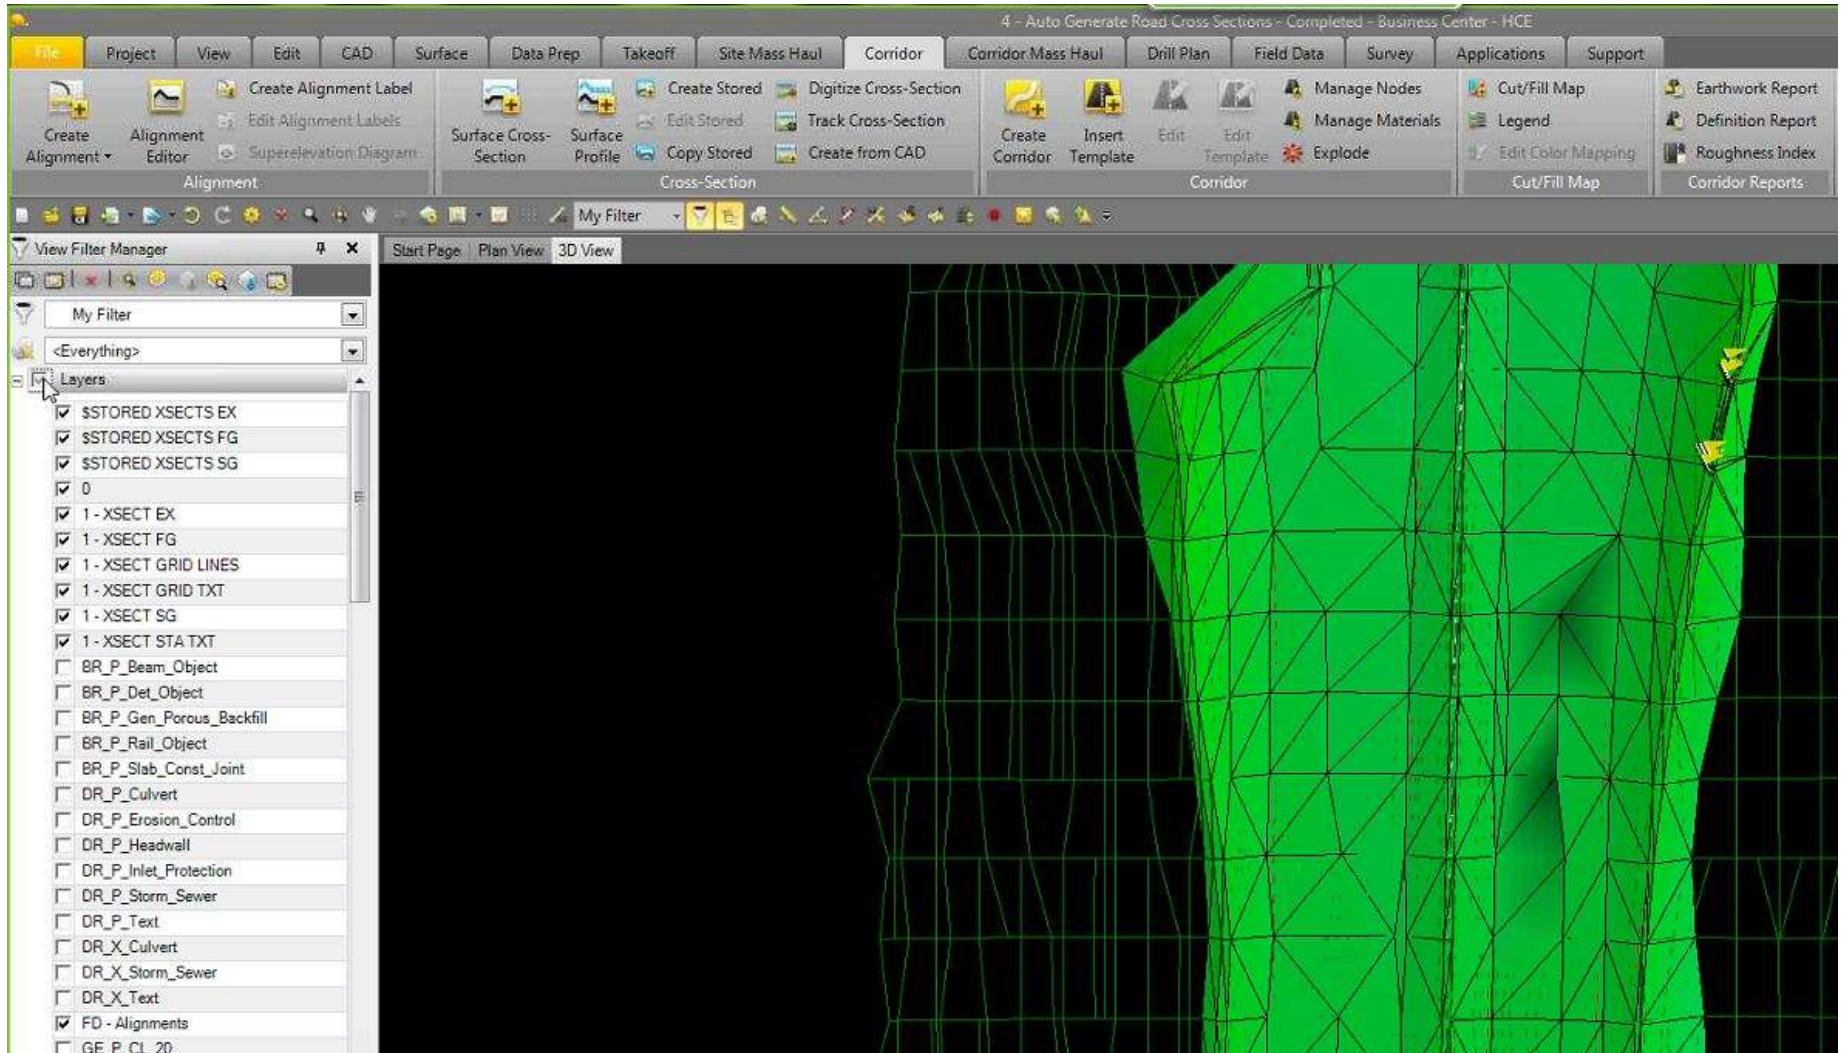 4 - Auto Generate Road Cross Sections - Completed - Business Center - HCE
File Project View Edit CAD Surface Data Prep Takeoff Site Mass Haul Corridor Corridor Mass Haul Drill Plan Field Data Survey Applications Support
Create Alignment
Alignment Editor
Create Alignment Label
Edit Alignment Labels
Superelevation Diagram
Alignment
Surface Cross-Section
Surface Profile
Create Stored
Edit Stored
Copy Stored
Digitize Cross-Section
Track Cross-Section
Create from CAD
Cross-Section
Create Corridor
Insert Template
Edit
Edit Template
Manage Nodes
Manage Materials
Explode
Corridor
Cut/Fill Map
Legend
Edit Color Mapping
Cut/Fill Map
Earthwork Report
Definition Report
Roughness Index
Corridor Reports
My Filter
View Filter Manager
Start Page Plan View 3D View
My Filter
<Everything>
Layers
$STORED XSECTS EX
$STORED XSECTS FG
$STORED XSECTS SG
0
1 - XSECT EX
1 - XSECT FG
1 - XSECT GRID LINES
1 - XSECT GRID TXT
1 - XSECT SG
1 - XSECT STA TXT
BR_P_Beam_Object
BR_P_Det_Object
BR_P_Gen_Porous_Backfill
BR_P_Rail_Object
BR_P_Slab_Const_Joint
DR_P_Culvert
DR_P_Erosion_Control
DR_P_Headwall
DR_P_Inlet_Protection
DR_P_Storm_Sewer
DR_P_Text
DR_X_Culvert
DR_X_Storm_Sewer
DR_X_Text
FD - Alignments
GE_P_CL_20